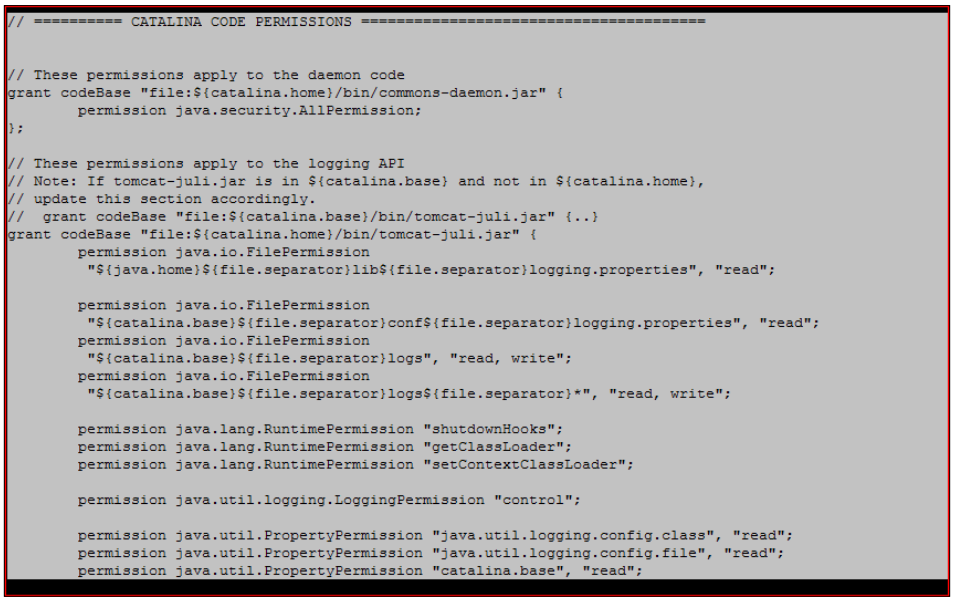 // ========== CATALINA CODE PERMISSIONS =======================================
// These permissions apply to the daemon code
grant codeBase "file:${catalina.home}/bin/commons-daemon.jar" {
        permission java.security.AllPermission;
};
// These permissions apply to the logging API
// Note: If tomcat-juli.jar is in ${catalina.base} and not in ${catalina.home},
// update this section accordingly.
//  grant codeBase "file:${catalina.base}/bin/tomcat-juli.jar" {..}
grant codeBase "file:${catalina.home}/bin/tomcat-juli.jar" {
        permission java.io.FilePermission
         "${java.home}${file.separator}lib${file.separator}logging.properties", "read";
        permission java.io.FilePermission
         "${catalina.base}${file.separator}conf${file.separator}logging.properties", "read";
        permission java.io.FilePermission
         "${catalina.base}${file.separator}logs", "read, write";
        permission java.io.FilePermission
         "${catalina.base}${file.separator}logs${file.separator}*", "read, write";
        permission java.lang.RuntimePermission "shutdownHooks";
        permission java.lang.RuntimePermission "getClassLoader";
        permission java.lang.RuntimePermission "setContextClassLoader";
        permission java.util.logging.LoggingPermission "control";
        permission java.util.PropertyPermission "java.util.logging.config.class", "read";
        permission java.util.PropertyPermission "java.util.logging.config.file", "read";
        permission java.util.PropertyPermission "catalina.base", "read";